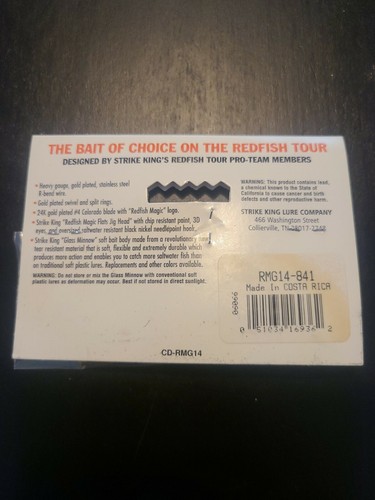 THE BAIT OF CHOICE ON THE REDFISH TOUR
DESIGNED BY STRIKE KING'S REDFISH TOUR PRO-TEAM MEMBERS
• Heavy gauge, gold plated, stainless steel
R-bend wire.
• Gold plated swivel and split rings.
• 24K gold plated #4 Colorado blade with "Redfish Magic" logo.
• Strike King "Redfish Magic Flats Jig Head" with chip resistant paint, 3D
eyes, and oversized saltwater resistant black nickel needlepoint hook.
• Strike King "Glass Minnow" soft bait body made from a revolutionary
tear resistant material that is soft, flexible and extremely durable which
produces more action and enables you to catch more saltwater fish than
on traditional soft plastic lures. Replacements and other colors available.
WARNING: Do not store or mix the Glass Minnow with conventional soft
plastic lures as deformation may occur. Best if not stored in direct sunlight.
WARNING: This product contains lead,
a chemical known to the State of
California to cause cancer and birth
defects and other reproductive harm.
STRIKE KING LURE COMPANY
466 Washington Street
Collierville, TN
RMG14-841
Made In COSTA RICA
06066
0 51034 16936 2
CD-RMG14